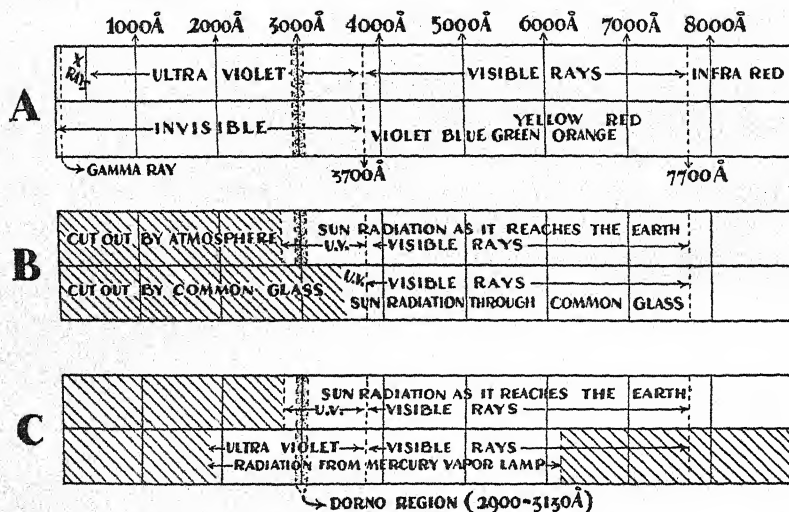 1000Å 2000Å 3000Å 4000Å 5000Å 6000Å 7000Å 8000Å
A
X RAY
ULTRA VIOLET VISIBLE RAYS INFRA RED
INVISIBLE
YELLOW RED
VIOLET BLUE GREEN ORANGE
GAMMA RAY
3700Å 7700Å
B
CUT OUT BY ATMOSPHERE
SUN RADIATION AS IT REACHES THE EARTH
U.V. VISIBLE RAYS
CUT OUT BY COMMON GLASS
U.V. VISIBLE RAYS
SUN RADIATION THROUGH COMMON GLASS
C
SUN RADIATION AS IT REACHES THE EARTH
U.V. VISIBLE RAYS
ULTRA VIOLET VISIBLE RAYS
RADIATION FROM MERCURY VAPOR LAMP
DORNO REGION (2900-3130Å)